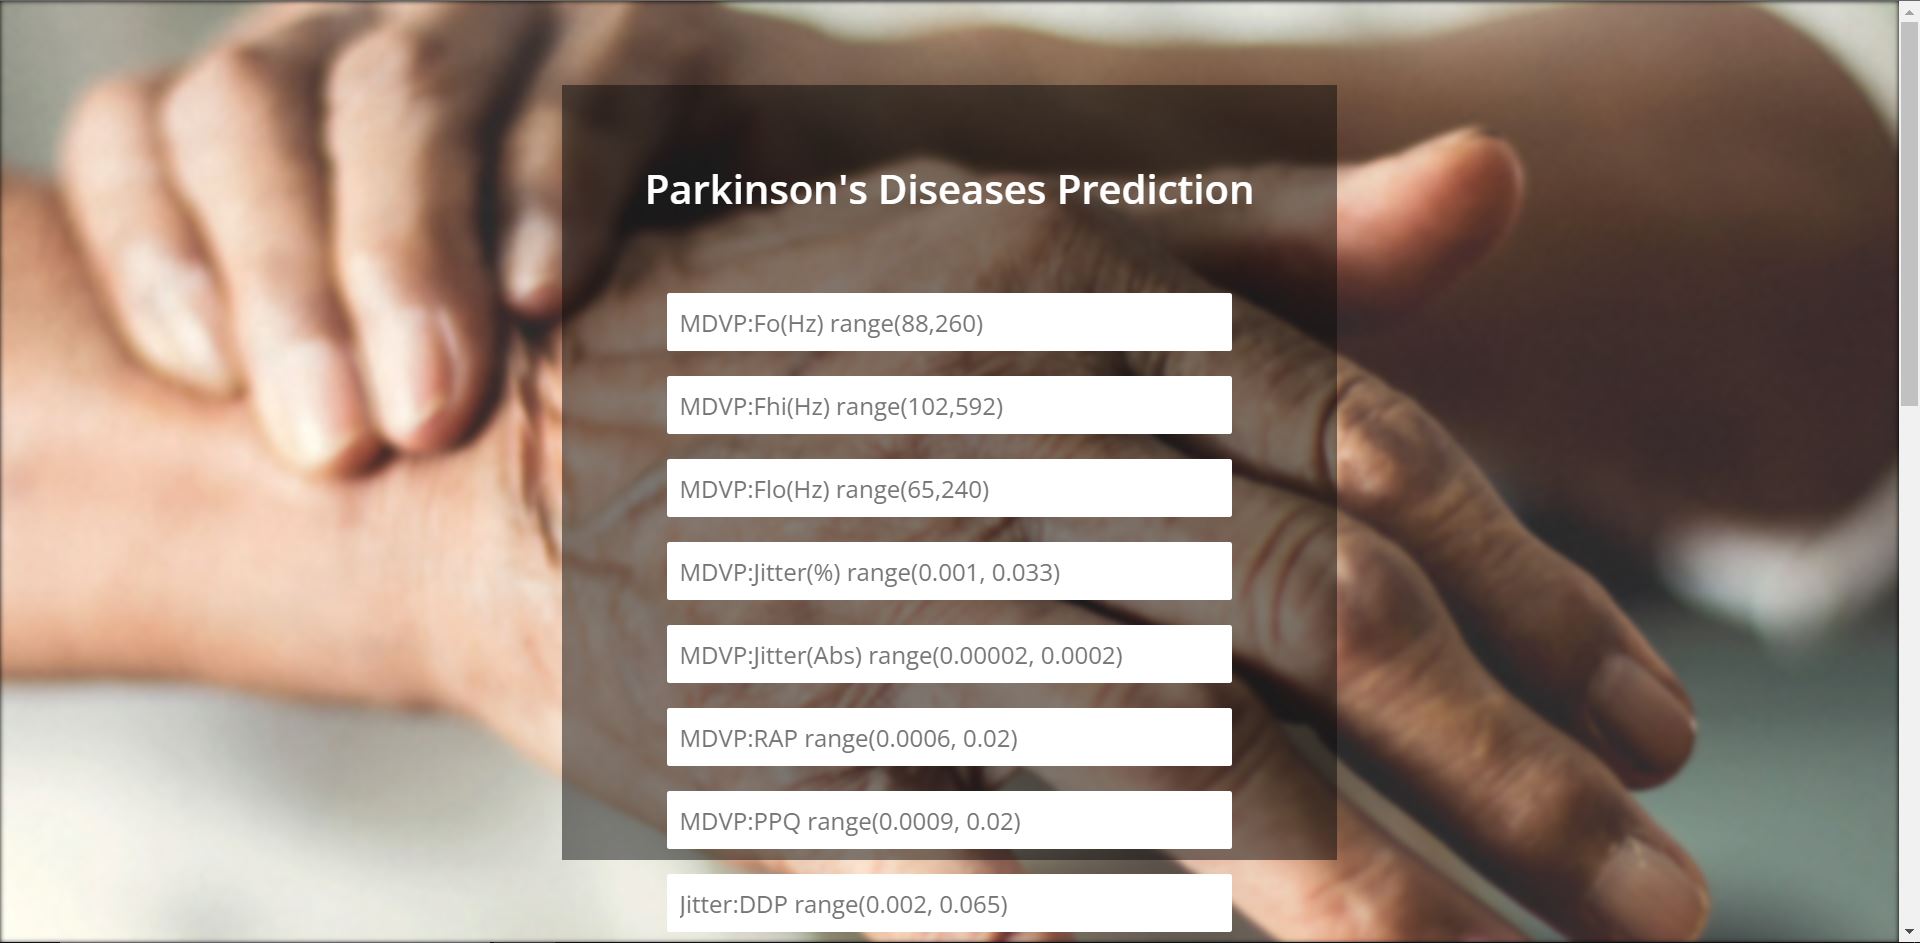 Parkinson's Diseases Prediction
MDVP:Fo(Hz) range(88,260)
MDVP:Fhi(Hz) range(102,592)
MDVP:Flo(Hz) range(65,240)
MDVP:Jitter(%) range(0.001, 0.033)
MDVP:Jitter(Abs) range(0.00002, 0.0002)
MDVP:RAP range(0.0006, 0.02)
MDVP:PPQ range(0.0009, 0.02)
Jitter:DDP range(0.002, 0.065)